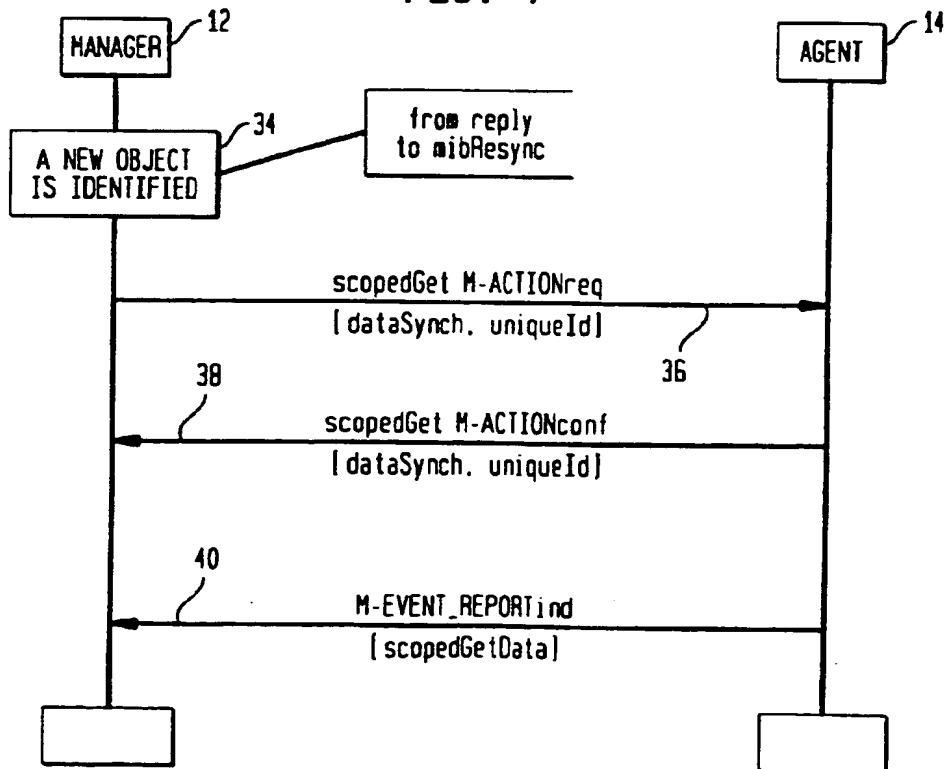 12
14
MANAGER
AGENT
34
from reply
to mibResync
A NEW OBJECT
IS IDENTIFIED
scopedGet M-ACTIONreq
[dataSynch. uniqueId]
36
38
scopedGet M-ACTIONconf
[dataSynch. uniqueId]
40
M-EVENT_REPORTind
[scopedGetData]